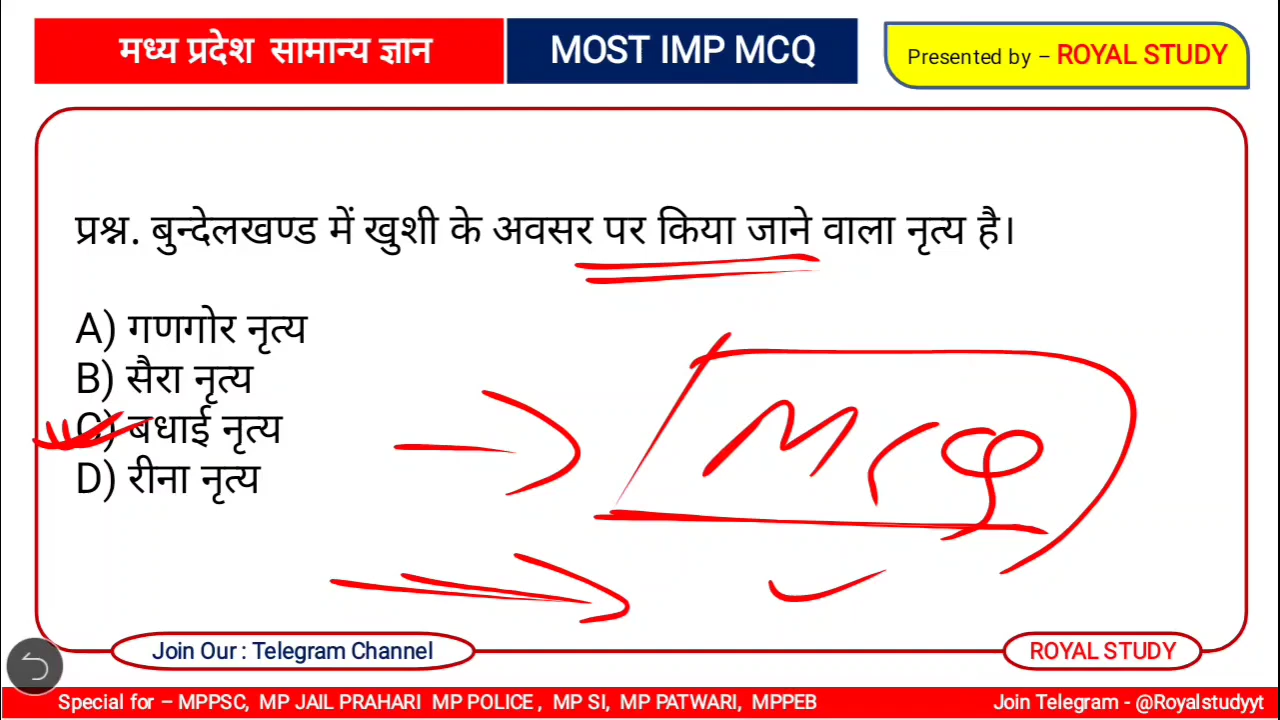 मध्य प्रदेश सामान्य ज्ञान
MOST IMP MCQ
Presented by – ROYAL STUDY
प्रश्न. बुन्देलखण्ड में खुशी के अवसर पर किया जाने वाला नृत्य है।
A) गणगोर नृत्य
B) सैरा नृत्य
C) बधाई नृत्य
D) रीना नृत्य
Mcq
Join Our : Telegram Channel
ROYAL STUDY
Special for – MPPSC, MP JAIL PRAHARI MP POLICE , MP SI, MP PATWARI, MPPEB
Join Telegram - @Royalstudyyt